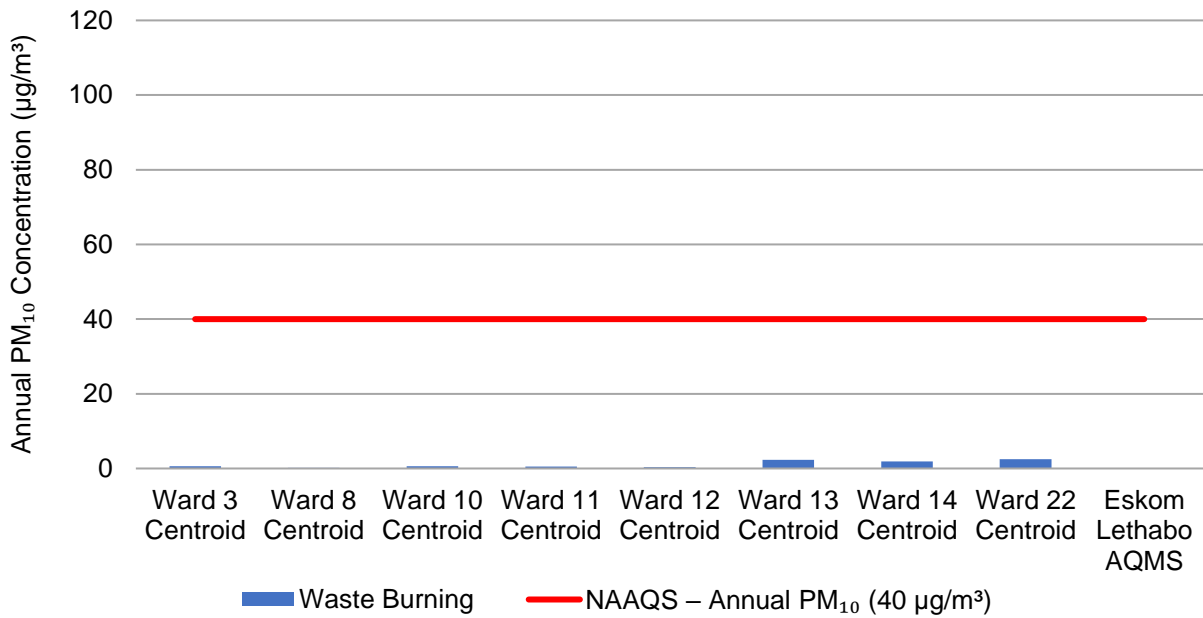 Annual PM₁₀ Concentration (µg/m³)
120
100
80
60
40
20
0
Ward 3
Centroid
Ward 8
Centroid
Ward 10
Centroid
Ward 11
Centroid
Ward 12
Centroid
Ward 13
Centroid
Ward 14
Centroid
Ward 22
Centroid
Eskom
Lethabo
AQMS
Waste Burning
NAAQS – Annual PM₁₀ (40 µg/m³)